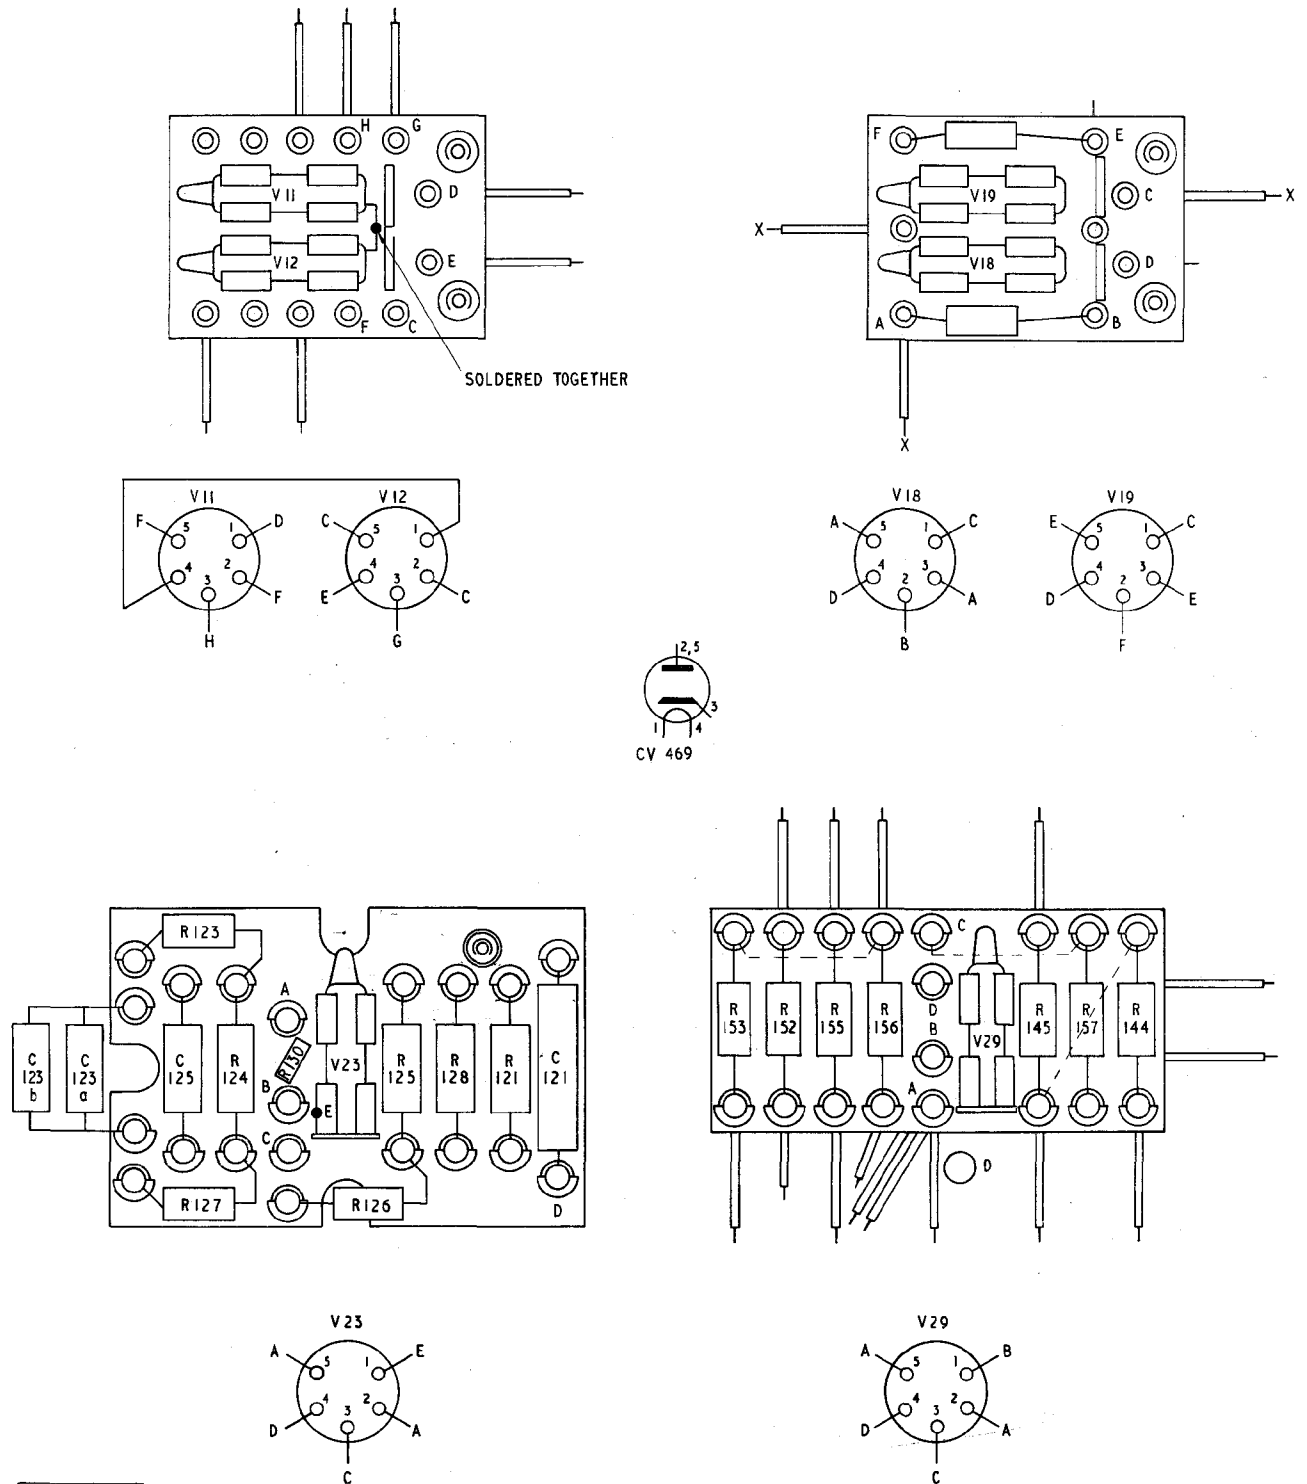 H G
V11 D
V12 E
F C
SOLDERED TOGETHER
F E
V19 C
X X
V18 D
A B
X
V11
F 5 1 D
4 3 2 F
H
V12
C 5 1
E 4 3 2 C
G
V18
A 5 1 C
D 4 2 3 A
B
V19
E 5 1 C
D 4 2 3 E
F
2,5
3
1 4
CV 469
R123
A
C 123 b
C 123 a
C 125
R 124
R130
V23
R 125
R 128
R 121
C 121
B
E
C
R127
R126
D
C
R 153
R 152
R 155
R 156
D
B
V29
R 145
R 157
R 144
A
D
V23
A 5 1 E
D 4 3 2 A
C
V29
A 5 1 B
D 4 3 2 A
C